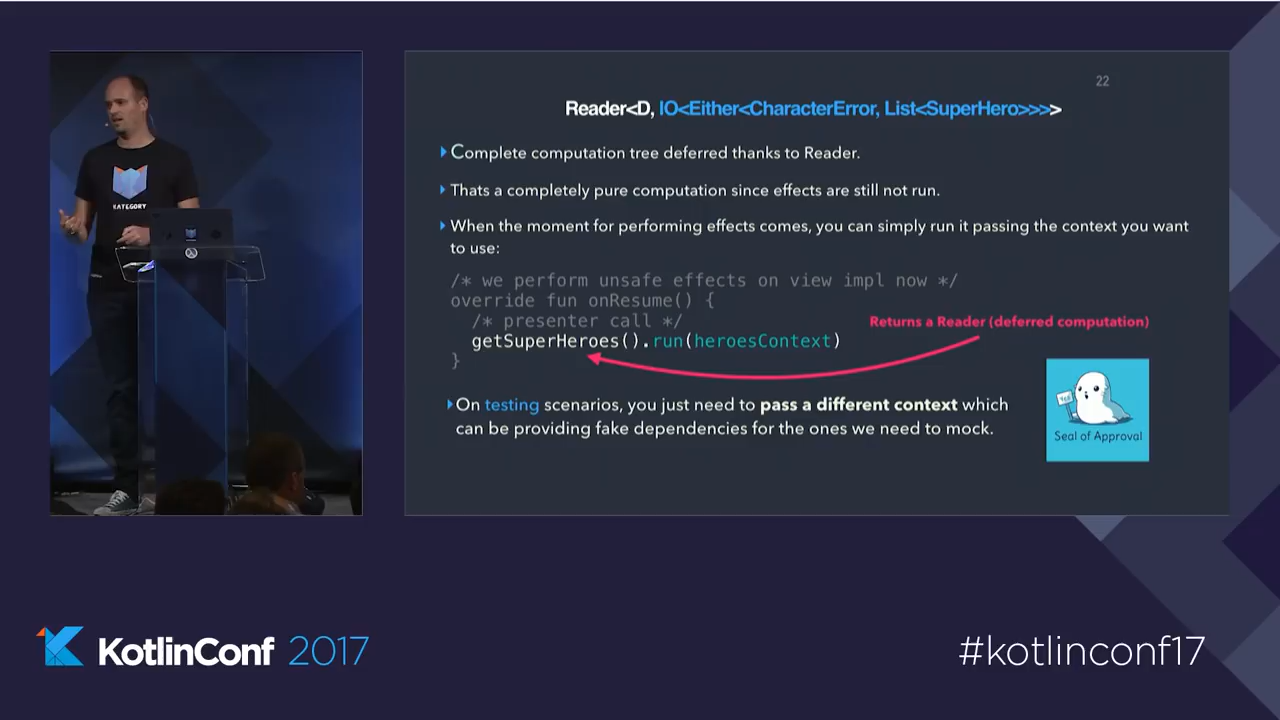 22
Reader<D, IO<Either<CharacterError, List<SuperHero>>>>
Complete computation tree deferred thanks to Reader.
Thats a completely pure computation since effects are still not run.
When the moment for performing effects comes, you can simply run it passing the context you want
to use:
/* we perform unsafe effects on view impl now */
override fun onResume() {
/* presenter call */
Returns a Reader (deferred computation)
getSuperHeroes().run(heroesContext)
}
On testing scenarios, you just need to pass a different context which
can be providing fake dependencies for the ones we need to mock.
Seal of Approval
KATEGORY
KotlinConf 2017
#kotlinconf17